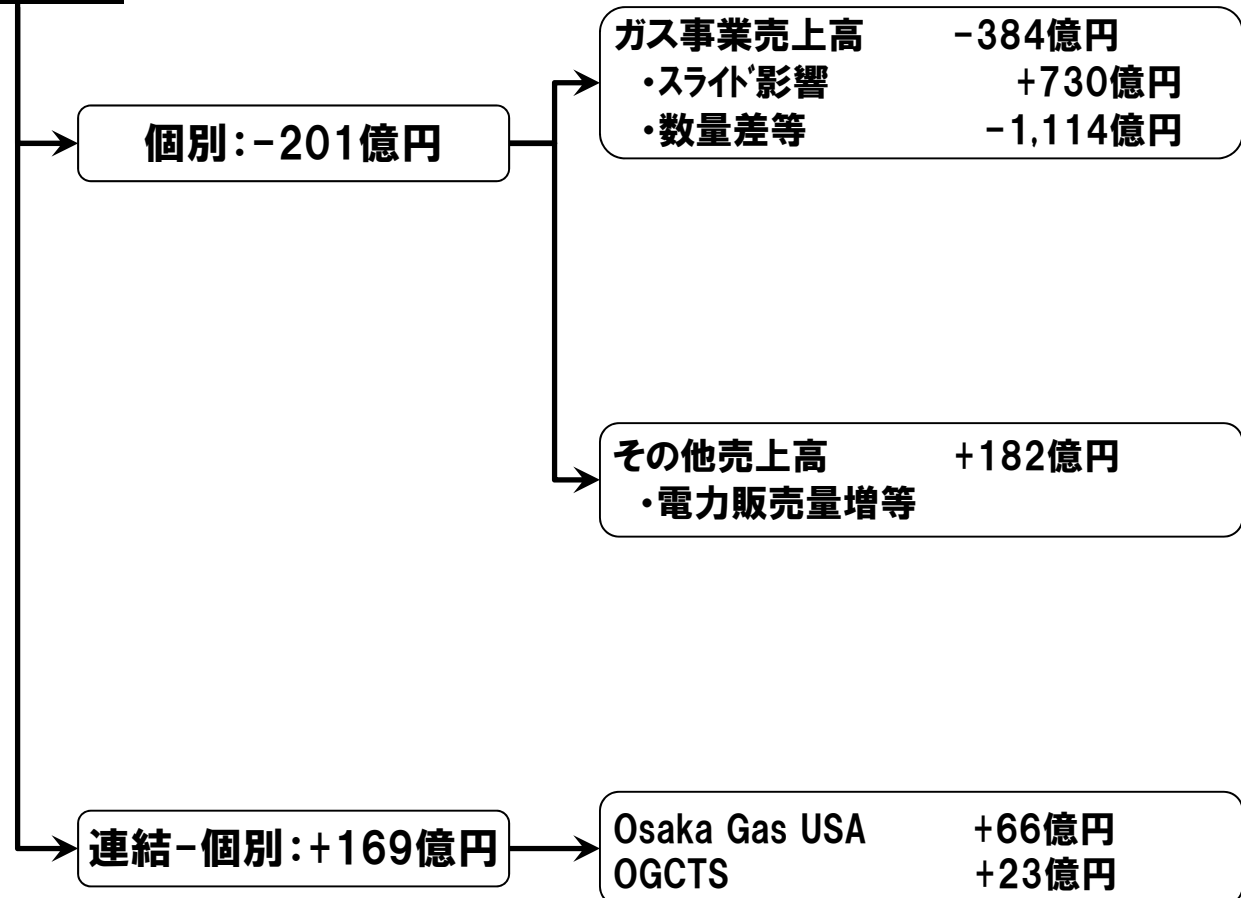 ガス事業売上高 -384億円
・スライド影響 +730億円
・数量差等 -1,114億円
個別:-201億円
その他売上高 +182億円
・電力販売量増等
連結-個別:+169億円
Osaka Gas USA +66億円
OGCTS +23億円